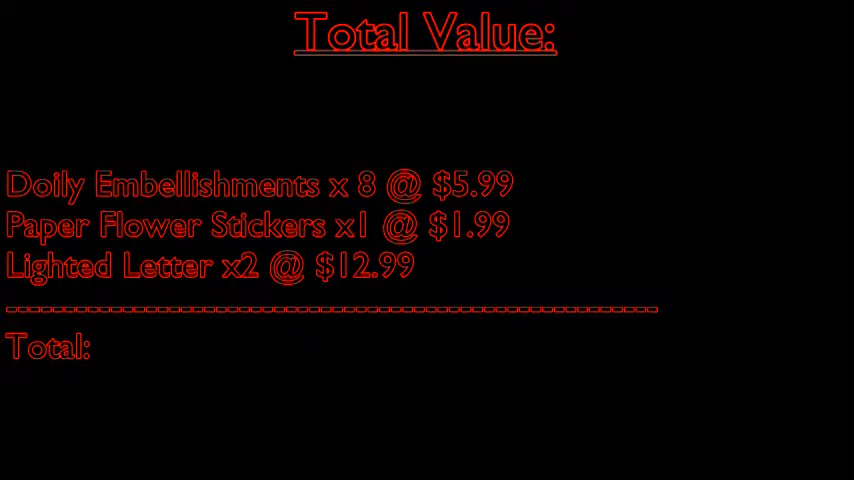 Total Value:
Doily Embellishments x 8 @ $5.99
Paper Flower Stickers x1 @ $1.99
Lighted Letter x2 @ $12.99
------------------------------------------------------
Total: